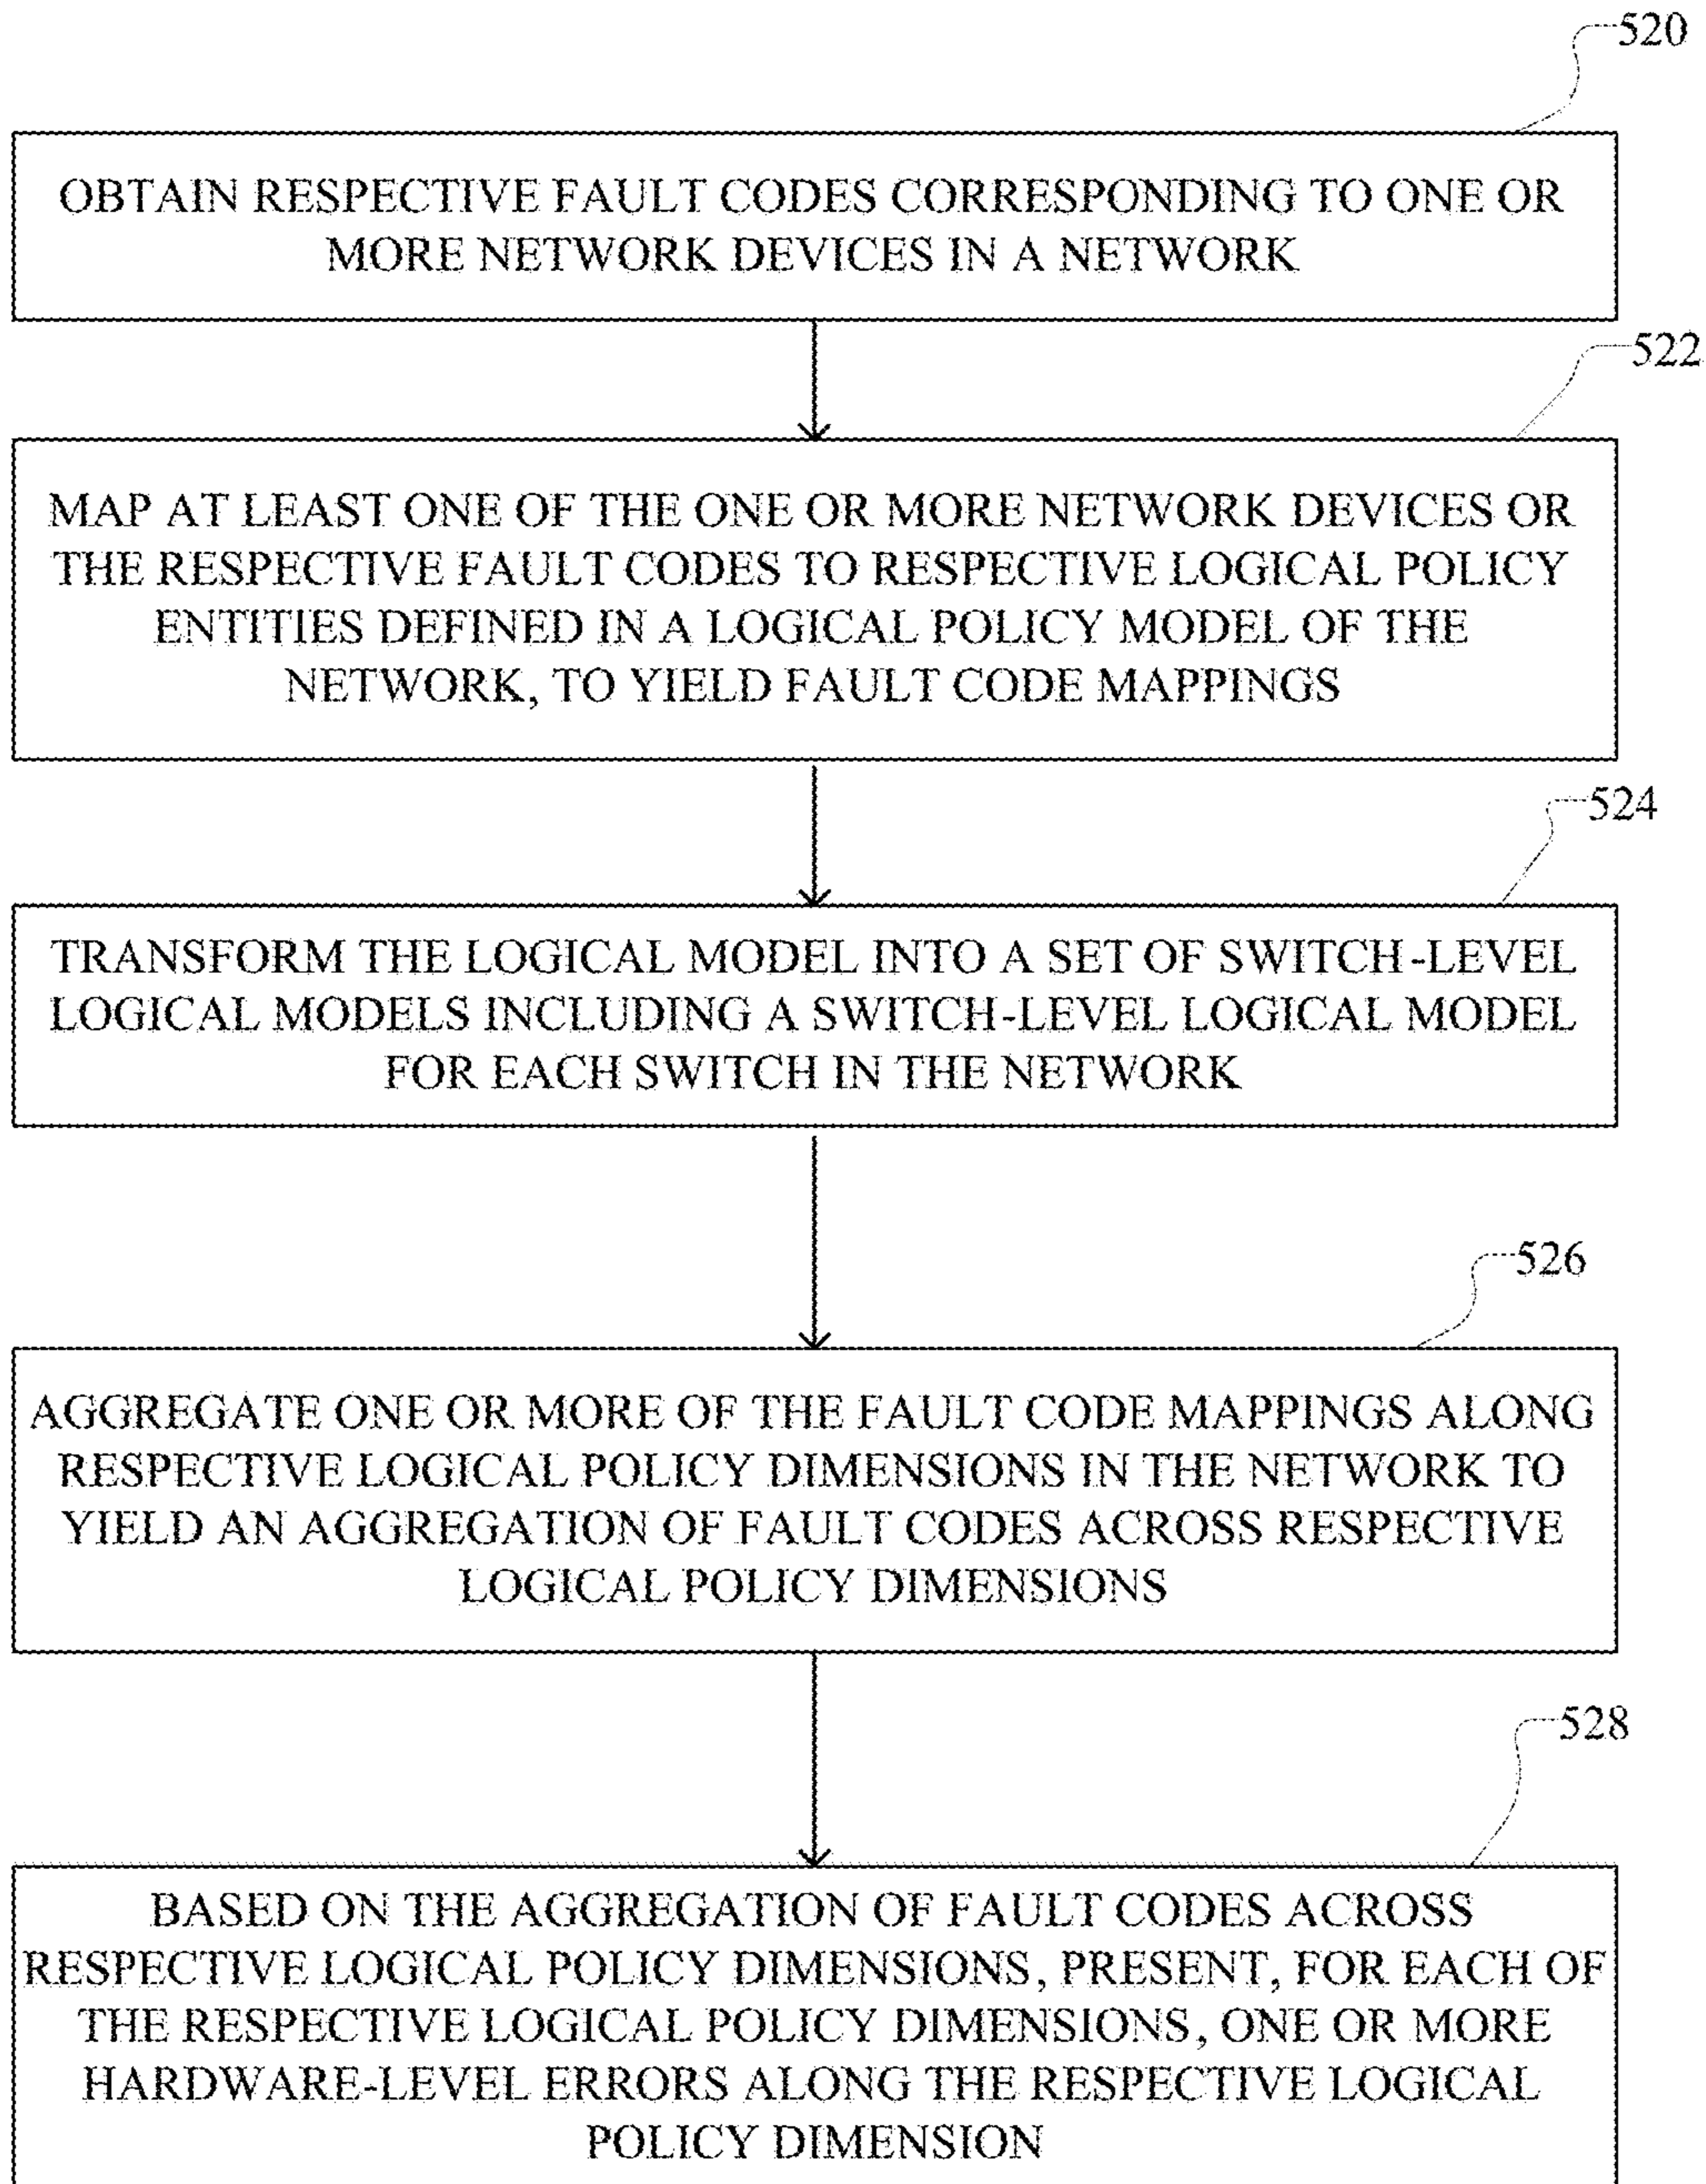 520
OBTAIN RESPECTIVE FAULT CODES CORRESPONDING TO ONE OR
MORE NETWORK DEVICES IN A NETWORK
522
MAP AT LEAST ONE OF THE ONE OR MORE NETWORK DEVICES OR
THE RESPECTIVE FAULT CODES TO RESPECTIVE LOGICAL POLICY
ENTITIES DEFINED IN A LOGICAL POLICY MODEL OF THE
NETWORK, TO YIELD FAULT CODE MAPPINGS
524
TRANSFORM THE LOGICAL MODEL INTO A SET OF SWITCH-LEVEL
LOGICAL MODELS INCLUDING A SWITCH-LEVEL LOGICAL MODEL
FOR EACH SWITCH IN THE NETWORK
526
AGGREGATE ONE OR MORE OF THE FAULT CODE MAPPINGS ALONG
RESPECTIVE LOGICAL POLICY DIMENSIONS IN THE NETWORK TO
YIELD AN AGGREGATION OF FAULT CODES ACROSS RESPECTIVE
LOGICAL POLICY DIMENSIONS
528
BASED ON THE AGGREGATION OF FAULT CODES ACROSS
RESPECTIVE LOGICAL POLICY DIMENSIONS, PRESENT, FOR EACH OF
THE RESPECTIVE LOGICAL POLICY DIMENSIONS, ONE OR MORE
HARDWARE-LEVEL ERRORS ALONG THE RESPECTIVE LOGICAL
POLICY DIMENSION